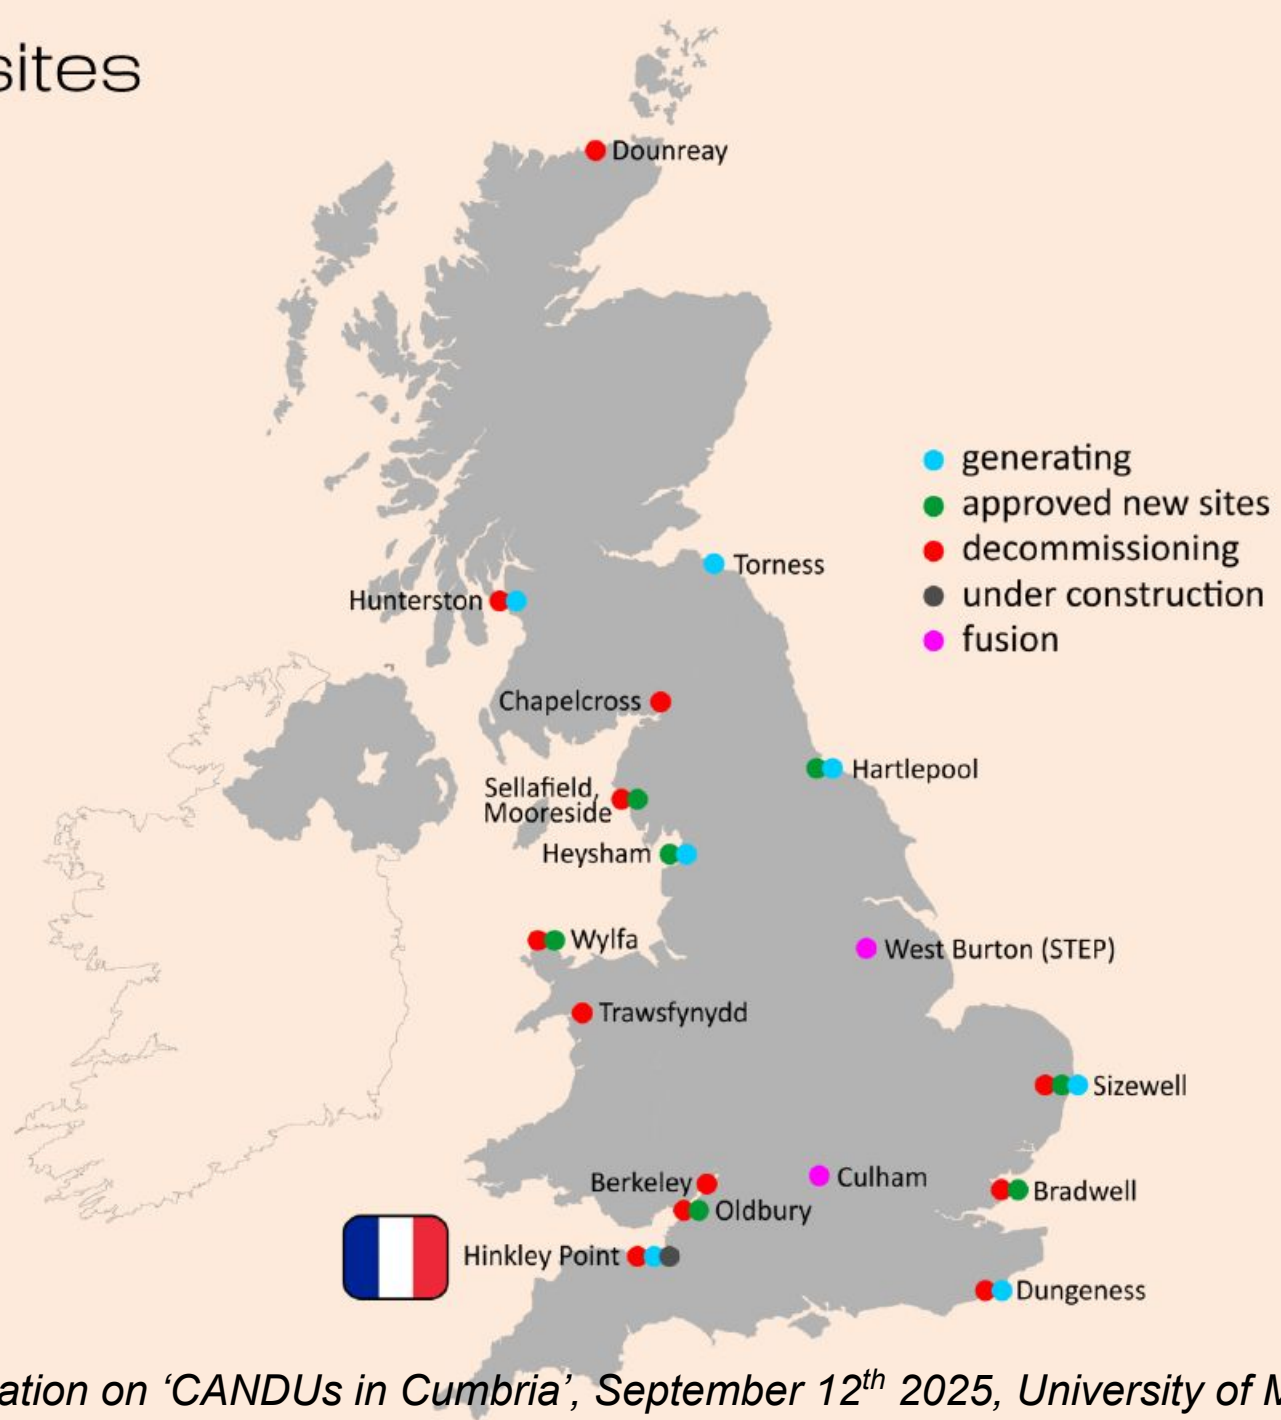 sites
Dounreay
generating
approved new sites
decommissioning
under construction
fusion
Torness
Hunterston
Chapelcross
Hartlepool
Sellafield,
Mooreside
Heysham
Wylfa
West Burton (STEP)
Trawsfynydd
Sizewell
Berkeley
Culham
Bradwell
Oldbury
Hinkley Point
Dungeness
ation on ‘CANDUs in Cumbria’, September 12th 2025, University of M